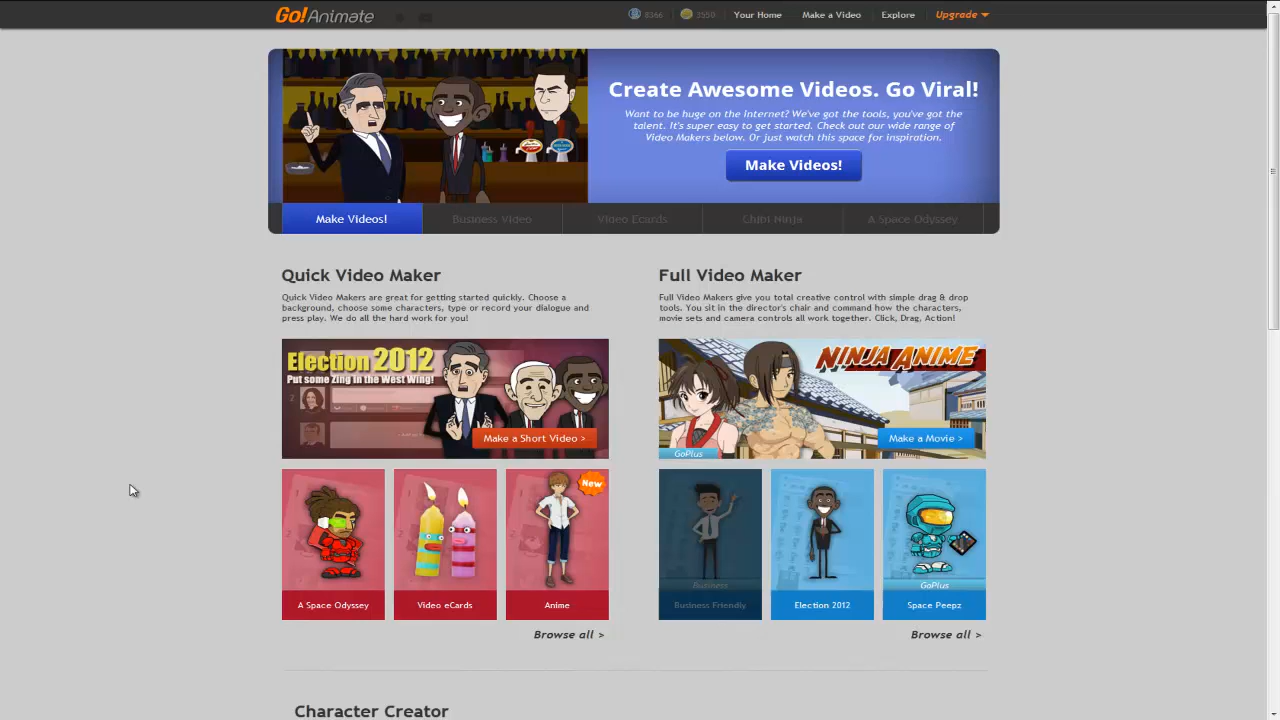 Go!Animate
8366 3550 Your Home Make a Video Explore Upgrade
Create Awesome Videos. Go Viral!
Want to be huge on the Internet? We've got the tools, you've got the
talent. It's super easy to get started. Check out our wide range of
Video Makers below. Or just watch this space for inspiration.
Make Videos!
Make Videos! Business Video Video Ecards Chibi Ninja A Space Odyssey
Quick Video Maker
Quick Video Makers are great for getting started quickly. Choose a
background, choose some characters, type or record your dialogue and
press play. We do all the hard work for you!
Full Video Maker
Full Video Makers give you total creative control with simple drag & drop
tools. You sit in the director's chair and command how the characters,
movie sets and camera controls all work together. Click, Drag, Action!
Election 2012
Put some Zing in the West Wing!
Make a Short Video >
NINJA ANIME
Make a Movie >
GoPlus
New
A Space Odyssey Video eCards Anime
Browse all >
Business GoPlus
Business Friendly Election 2012 Space Peepz
Browse all >
Character Creator